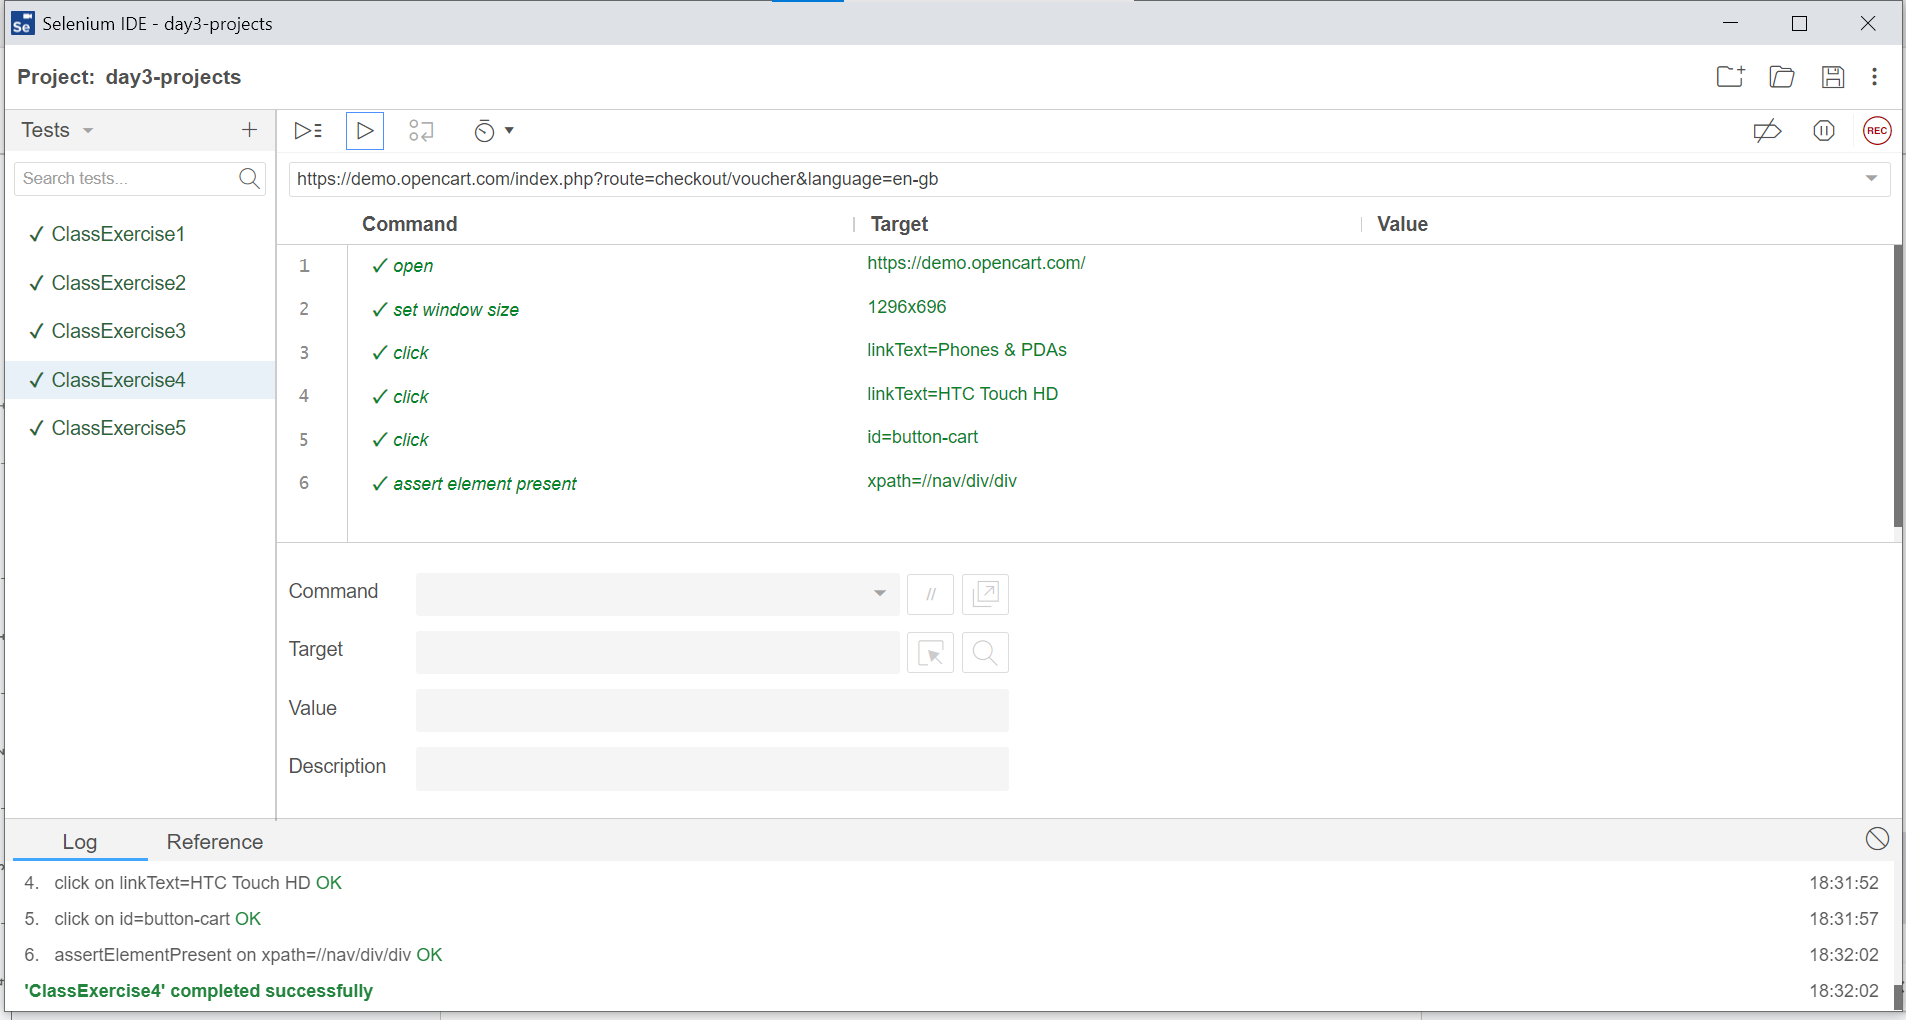 Selenium IDE - day3-projects
Project: day3-projects
Tests
REC
Search tests...
https://demo.opencart.com/index.php?route=checkout/voucher&language=en-gb
ClassExercise1
ClassExercise2
ClassExercise3
ClassExercise4
ClassExercise5
Command Target Value
1 open https://demo.opencart.com/
2 set window size 1296x696
3 click linkText=Phones & PDAs
4 click linkText=HTC Touch HD
5 click id=button-cart
6 assert element present xpath=//nav/div/div
Command //
Target
Value
Description
Log Reference
4. click on linkText=HTC Touch HD OK 18:31:52
5. click on id=button-cart OK 18:31:57
6. assertElementPresent on xpath=//nav/div/div OK 18:32:02
'ClassExercise4' completed successfully 18:32:02